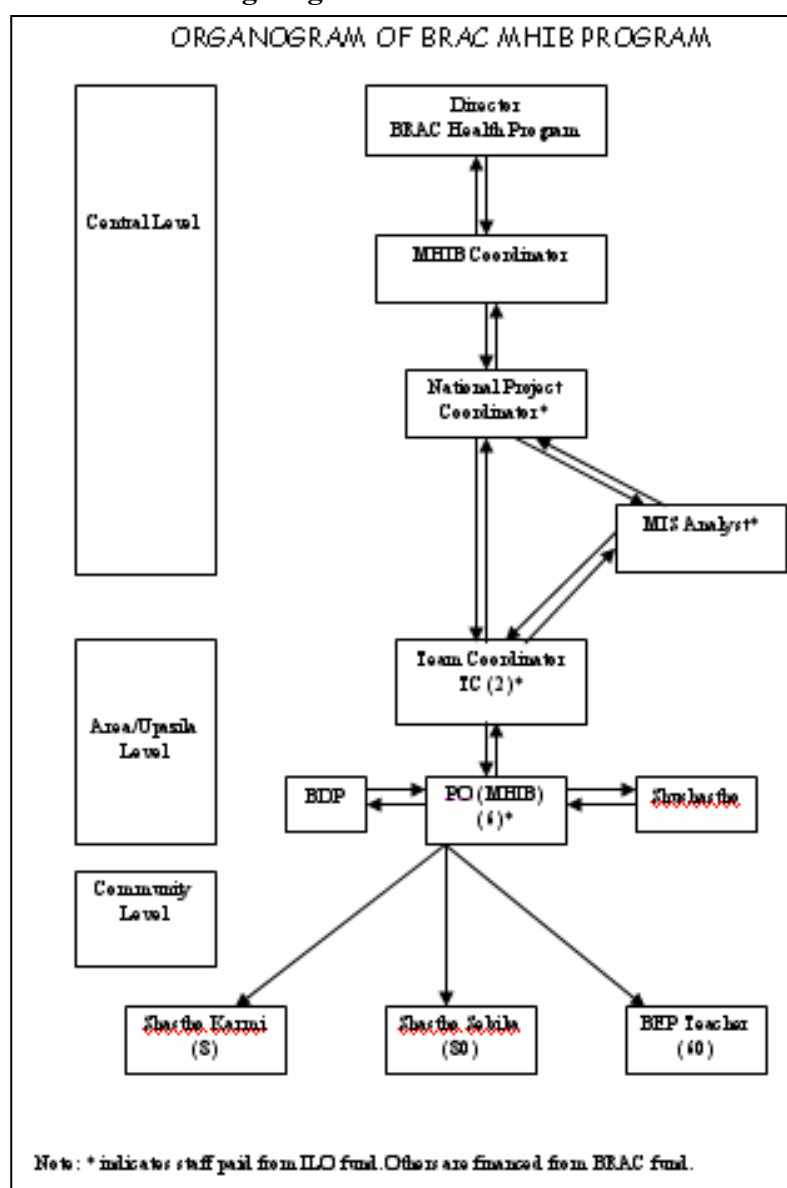 ORGANOGRAM OF BRAC MHIB PROGRAM
Director
BRAC Health Program
Central Level
MHIB Coordinator
National Project
Coordinator*
MIS Analyst*
Team Coordinator
TC (2)*
Area/Upazila
Level
BDP
PO (MHIB)
(6)*
Shushastho
Community
Level
Shastho Karmi
(8)
Shastho Sebika
(80)
BEP Teacher
(60)
Note: * indicates staff paid from ILO fund. Others are financed from BRAC fund.